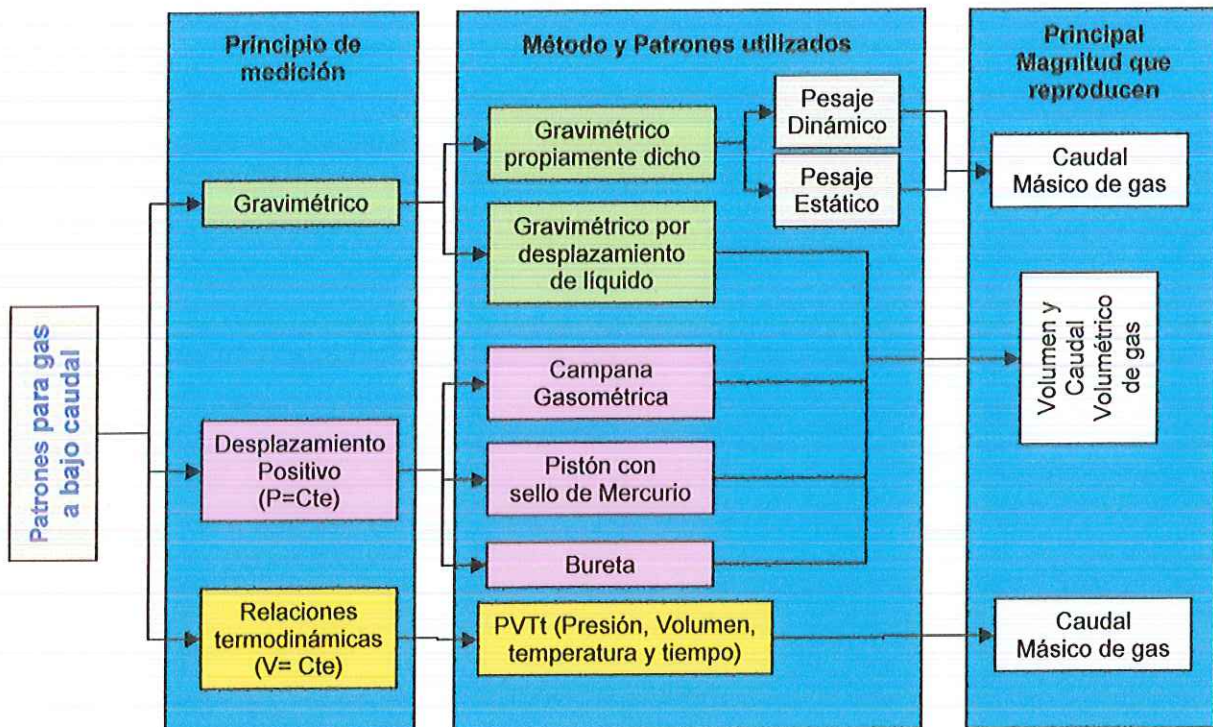 Patrones para gas
a bajo caudal
Principio de
medición
Gravimétrico
Desplazamiento
Positivo
(P=Cte)
Relaciones
termodinámicas
(V= Cte)
Método y Patrones utilizados
Gravimétrico
propiamente dicho
Pesaje
Dinámico
Pesaje
Estático
Gravimétrico por
desplazamiento
de líquido
Campana
Gasométrica
Pistón con
sello de Mercurio
Bureta
PVTt (Presión, Volumen,
temperatura y tiempo)
Principal
Magnitud que
reproducen
Caudal
Másico de gas
Volumen y
Caudal
Volumétrico
de gas
Caudal
Másico de gas